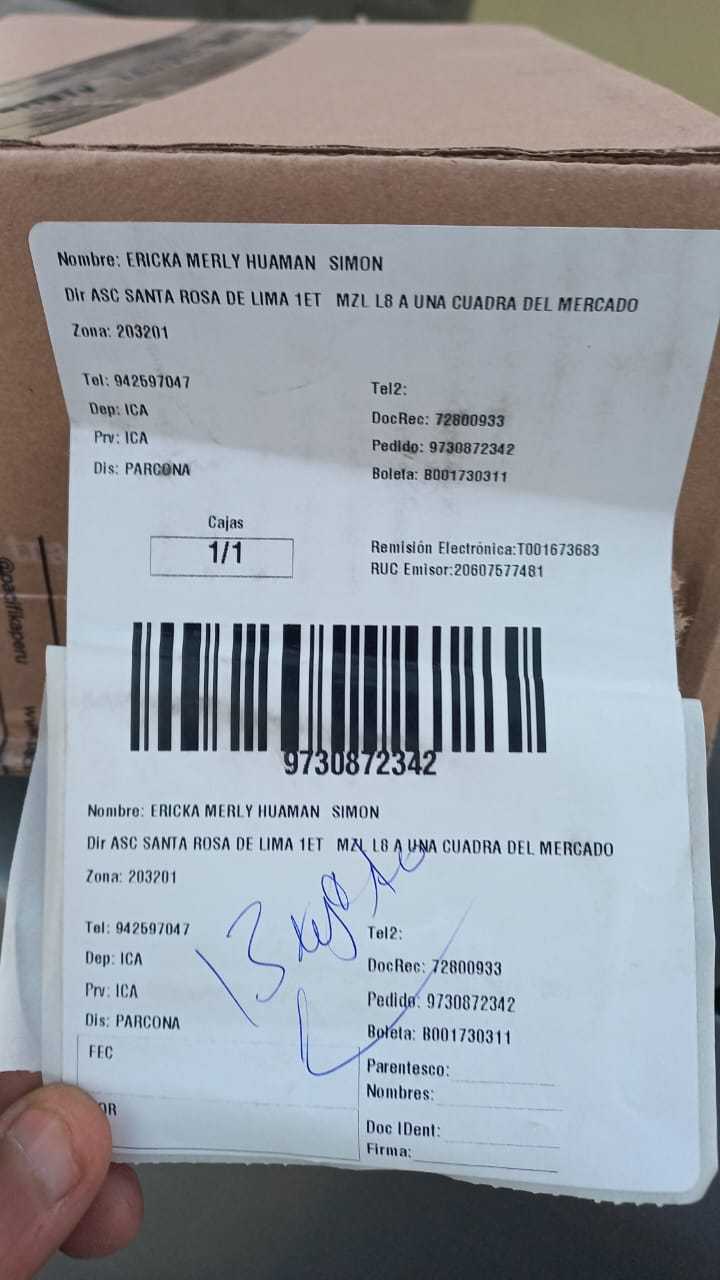 Nombre: ERICKA MERLY HUAMAN SIMON
Dir ASC SANTA ROSA DE LIMA 1ET MZL L8 A UNA CUADRA DEL MERCADO
Zona: 203201
Tel: 942597047
Tel2:
Dep: ICA
DocRec: 72800933
Prv: ICA
Pedido: 9730872342
Dis: PARCONA
Boleta: B001730311
Cajas
1/1
Remisión Electrónica:T001673683
RUC Emisor:20607577481
@pacifikaperu
9730872342
Nombre: ERICKA MERLY HUAMAN SIMON
Dir ASC SANTA ROSA DE LIMA 1ET MZL L8 A UNA CUADRA DEL MERCADO
Zona: 203201
Tel: 942597047
Tel2:
Dep: ICA
DocRec: 72800933
Prv: ICA
Pedido: 9730872342
Dis: PARCONA
Boleta: B001730311
FEC
Parentesco:
Nombres:
Doc IDent:
Firma: